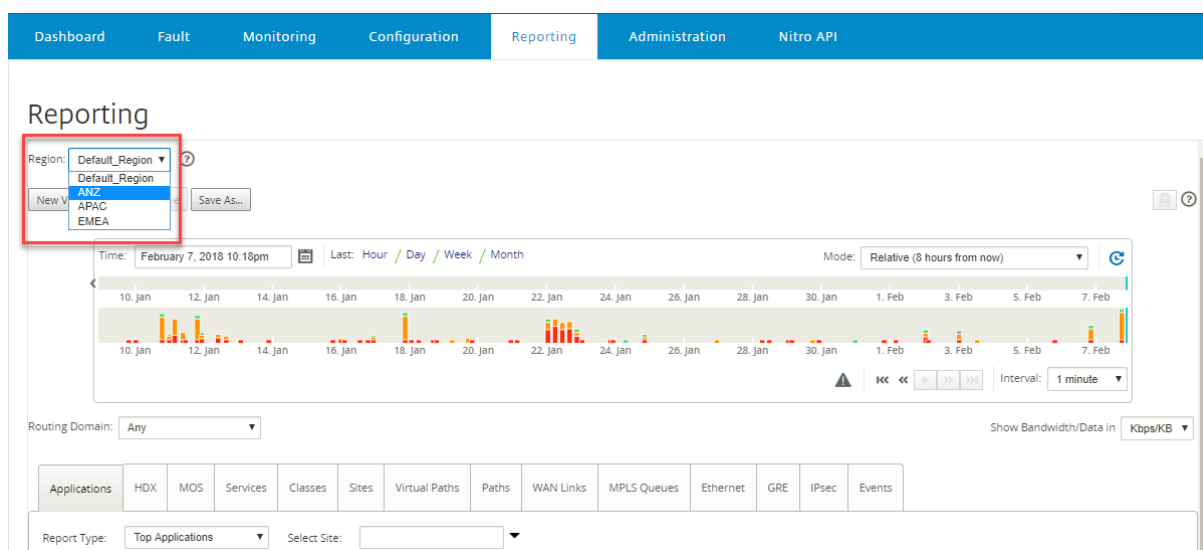 Dashboard Fault Monitoring Configuration Reporting Administration Nitro API
Reporting
Region: Default_Region
Default_Region
ANZ
APAC
EMEA
New V
Save As...
Time: February 7, 2018 10:18pm Last: Hour / Day / Week / Month Mode: Relative (8 hours from now)
10. Jan 12. Jan 14. Jan 16. Jan 18. Jan 20. Jan 22. Jan 24. Jan 26. Jan 28. Jan 30. Jan 1. Feb 3. Feb 5. Feb 7. Feb
10. Jan 12. Jan 14. Jan 16. Jan 18. Jan 20. Jan 22. Jan 24. Jan 26. Jan 28. Jan 30. Jan 1. Feb 3. Feb 5. Feb 7. Feb
Interval: 1 minute
Routing Domain: Any Show Bandwidth/Data in Kbps/KB
Applications HDX MOS Services Classes Sites Virtual Paths Paths WAN Links MPLS Queues Ethernet GRE IPsec Events
Report Type: Top Applications Select Site: